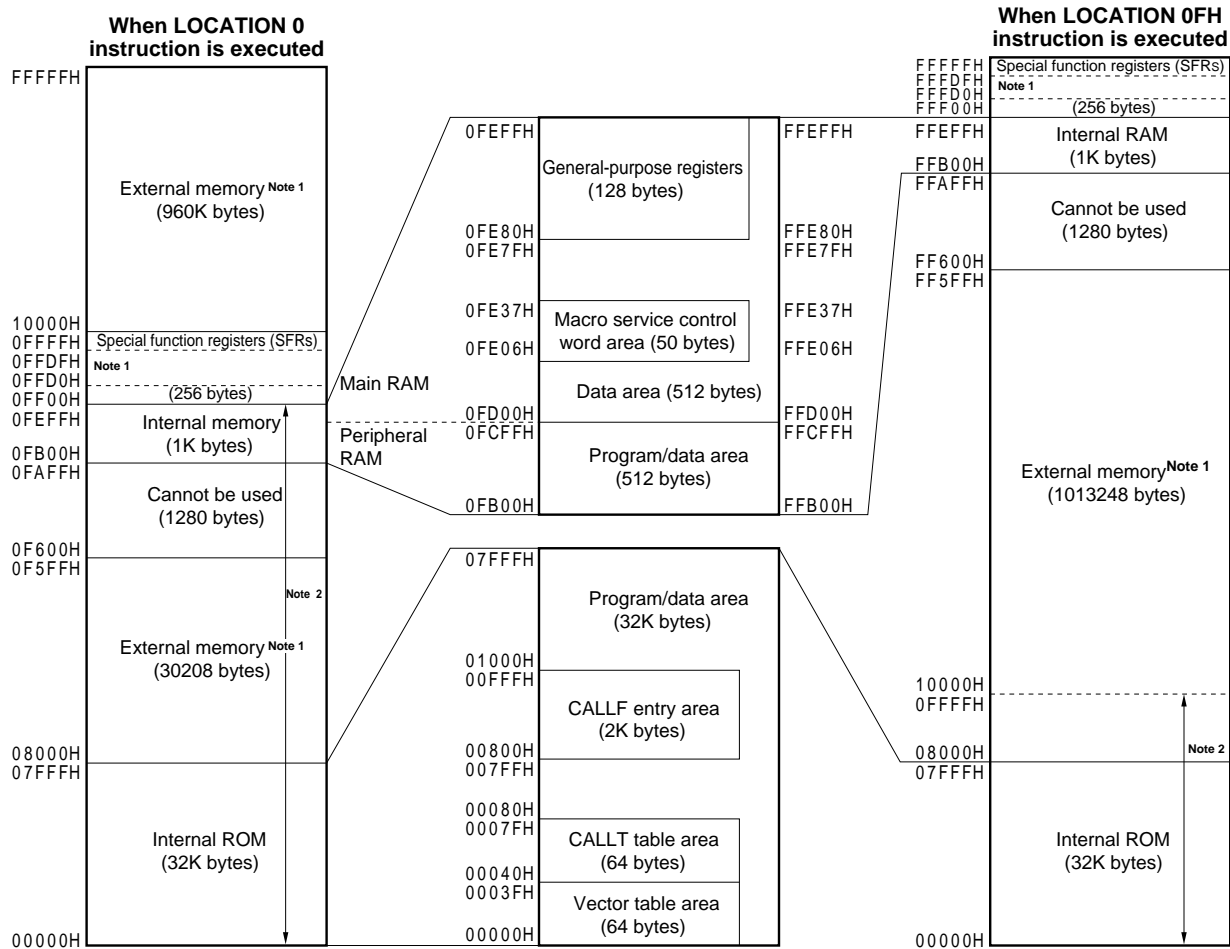 When LOCATION 0
instruction is executed
FFFFFH
External memory Note 1
(960K bytes)
10000H
0FFFFH
Special function registers (SFRs)
0FFDFH
Note 1
0FFD0H
0FF00H
(256 bytes)
0FEFFH
Internal memory
(1K bytes)
0FB00H
0FAFFH
Cannot be used
(1280 bytes)
0F600H
0F5FFH
Note 2
External memory Note 1
(30208 bytes)
08000H
07FFFH
Internal ROM
(32K bytes)
00000H
Main RAM
Peripheral
RAM
0FEFFH
FFEFFH
General-purpose registers
(128 bytes)
0FE80H
FFE80H
0FE7FH
FFE7FH
0FE37H
FFE37H
Macro service control
word area (50 bytes)
0FE06H
FFE06H
Data area (512 bytes)
0FD00H
FFD00H
0FCFFH
FFCFFH
Program/data area
(512 bytes)
0FB00H
FFB00H
07FFFH
Program/data area
(32K bytes)
01000H
00FFFH
CALLF entry area
(2K bytes)
00800H
007FFH
00080H
0007FH
CALLT table area
(64 bytes)
00040H
0003FH
Vector table area
(64 bytes)
00000H
When LOCATION 0FH
instruction is executed
FFFFFH
Special function registers (SFRs)
FFFDFH
Note 1
FFFD0H
FFF00H
(256 bytes)
FFEFFH
Internal RAM
(1K bytes)
FFB00H
FFAFFH
Cannot be used
(1280 bytes)
FF600H
FF5FFH
External memory Note 1
(1013248 bytes)
10000H
0FFFFH
Note 2
08000H
07FFFH
Internal ROM
(32K bytes)
00000H